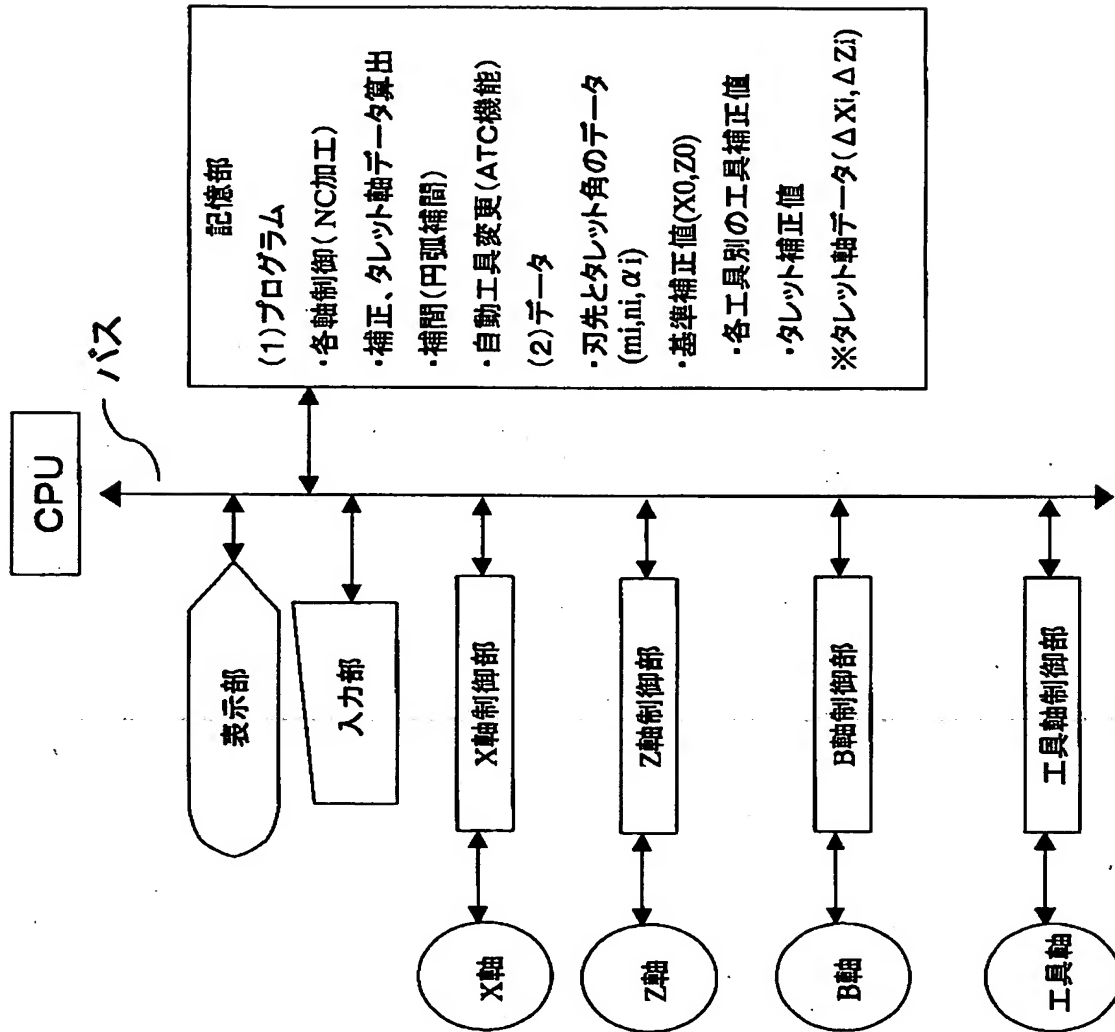 CPU
バス
表示部
入力部
X軸制御部
X軸
Z軸制御部
Z軸
B軸制御部
B軸
工具軸制御部
工具軸
記憶部
(1)プログラム
・各軸制御(NC加工)
・補正、タレット軸データ算出
・補間(円弧補間)
・自動工具変更(ATC機能)
(2)データ
・刃先とタレット角のデータ
(mi,ni,αi)
・基準補正値(X0,Z0)
・各工具別の工具補正値
・タレット補正値
※タレット軸データ(ΔXi,ΔZi)